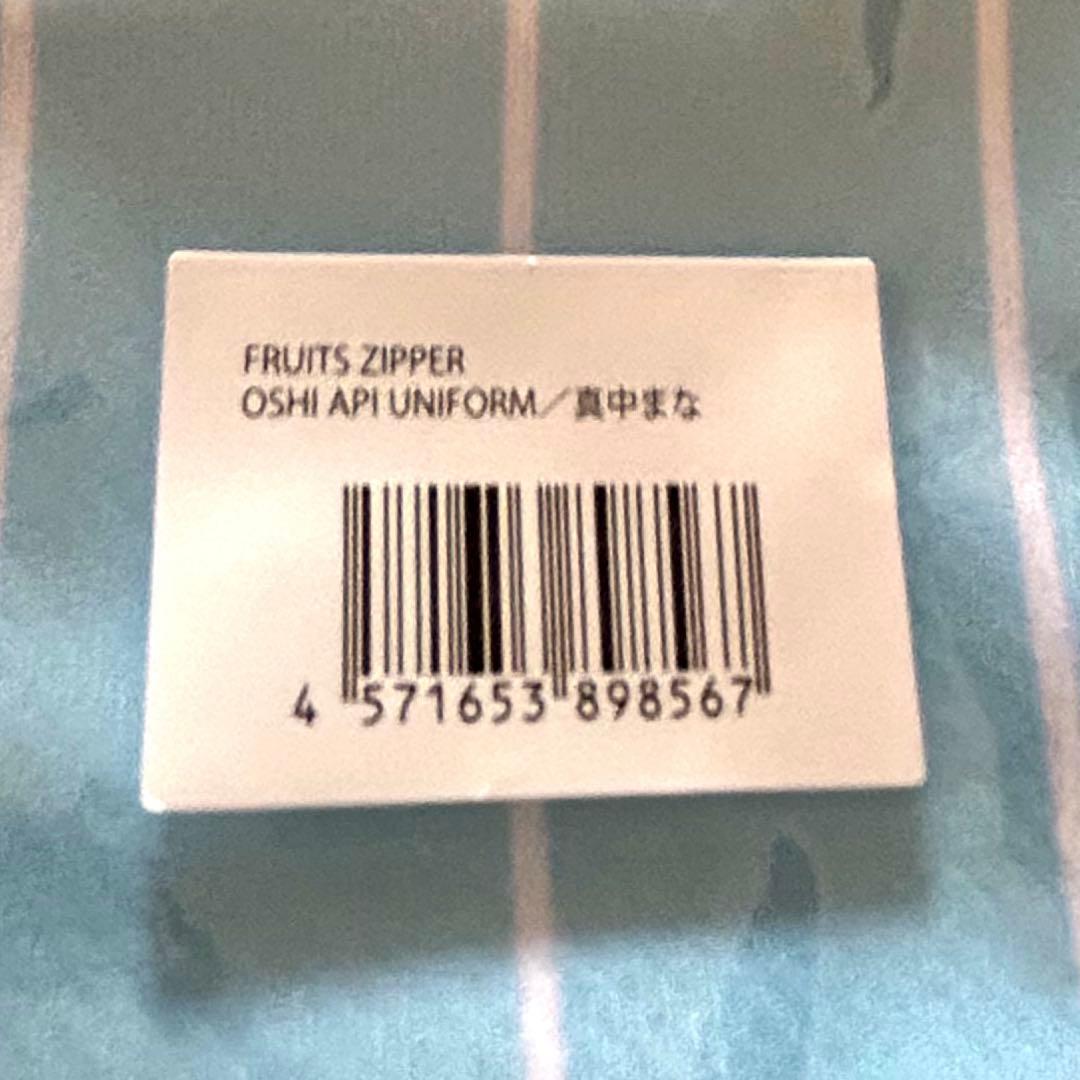 FRUITS ZIPPER
OSHI API UNIFORM／真中まな
4 571653 898567